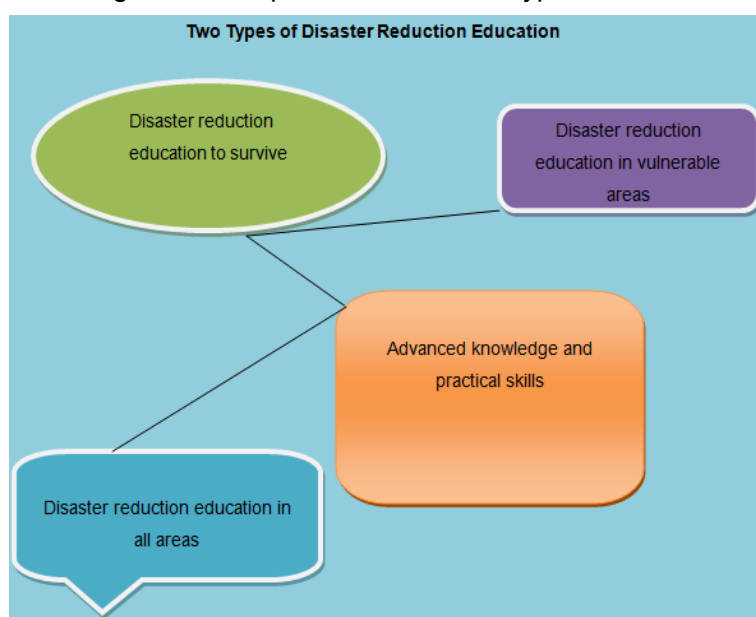 Two Types of Disaster Reduction Education
Disaster reduction
education to survive
Disaster reduction
education in vulnerable
areas
Advanced knowledge and
practical skills
Disaster reduction education in
all areas